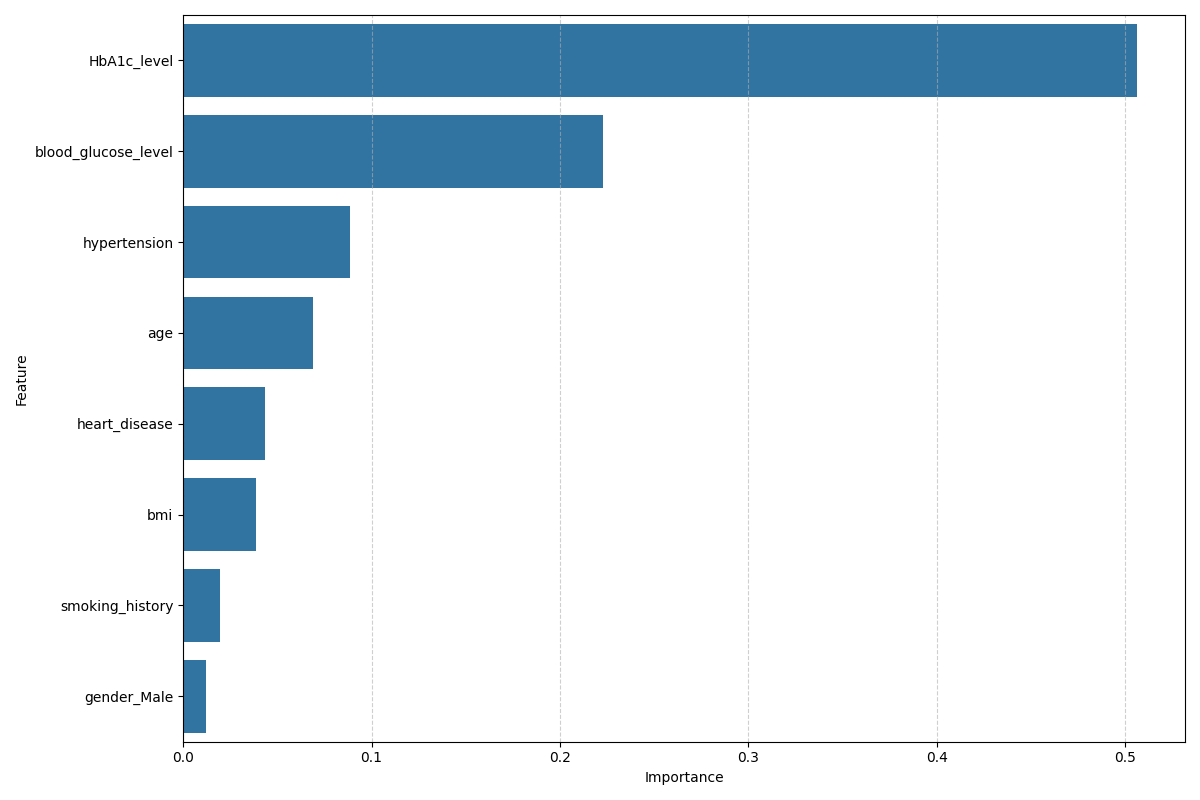 HbA1c_level
blood_glucose_level
hypertension
age
heart_disease
bmi
smoking_history
gender_Male
Feature
0.0 0.1 0.2 0.3 0.4 0.5
Importance